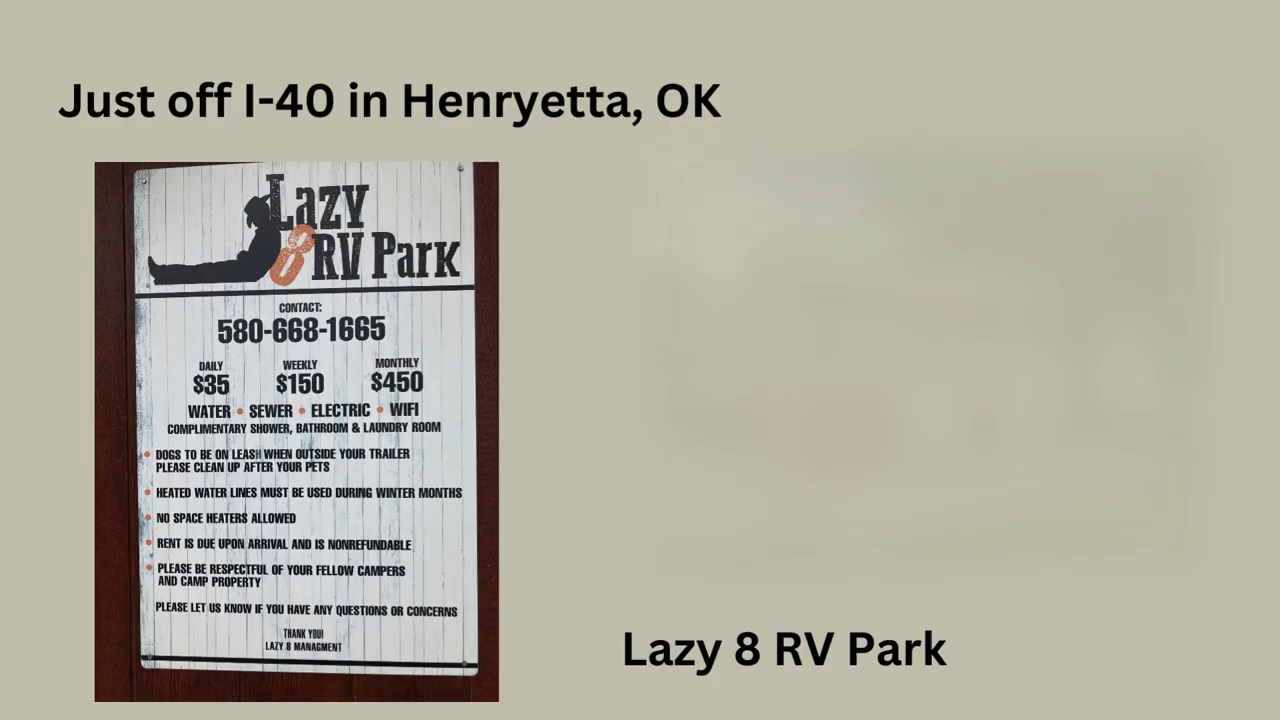 Just off I-40 in Henryetta, OK
Lazy
8 RV Park
CONTACT:
580-668-1665
DAILY WEEKLY MONTHLY
$35 $150 $450
WATER • SEWER • ELECTRIC • WIFI
COMPLIMENTARY SHOWER, BATHROOM & LAUNDRY ROOM
• DOGS TO BE ON LEASH WHEN OUTSIDE YOUR TRAILER
PLEASE CLEAN UP AFTER YOUR PETS
• HEATED WATER LINES MUST BE USED DURING WINTER MONTHS
• NO SPACE HEATERS ALLOWED
• RENT IS DUE UPON ARRIVAL AND IS NONREFUNDABLE
• PLEASE BE RESPECTFUL OF YOUR FELLOW CAMPERS
AND CAMP PROPERTY
PLEASE LET US KNOW IF YOU HAVE ANY QUESTIONS OR CONCERNS
THANK YOU!
LAZY 8 MANAGMENT
Lazy 8 RV Park